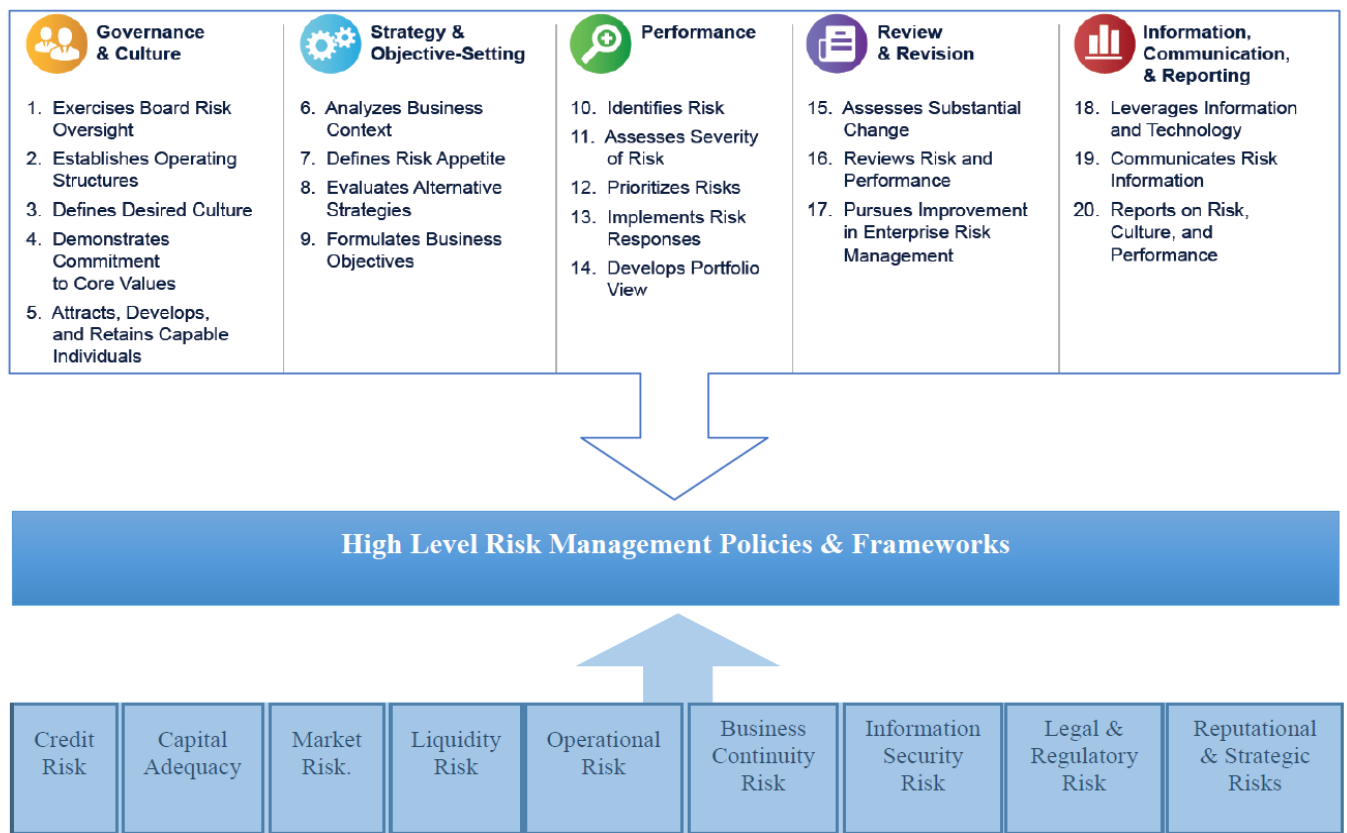 Governance
& Culture
1. Exercises Board Risk
Oversight
2. Establishes Operating
Structures
3. Defines Desired Culture
4. Demonstrates
Commitment
to Core Values
5. Attracts, Develops,
and Retains Capable
Individuals
Strategy &
Objective-Setting
6. Analyzes Business
Context
7. Defines Risk Appetite
8. Evaluates Alternative
Strategies
9. Formulates Business
Objectives
Performance
10. Identifies Risk
11. Assesses Severity
of Risk
12. Prioritizes Risks
13. Implements Risk
Responses
14. Develops Portfolio
View
Review
& Revision
15. Assesses Substantial
Change
16. Reviews Risk and
Performance
17. Pursues Improvement
in Enterprise Risk
Management
Information,
Communication,
& Reporting
18. Leverages Information
and Technology
19. Communicates Risk
Information
20. Reports on Risk,
Culture, and
Performance
High Level Risk Management Policies & Frameworks
Credit
Risk
Capital
Adequacy
Market
Risk.
Liquidity
Risk
Operational
Risk
Business
Continuity
Risk
Information
Security
Risk
Legal &
Regulatory
Risk
Reputational
& Strategic
Risks